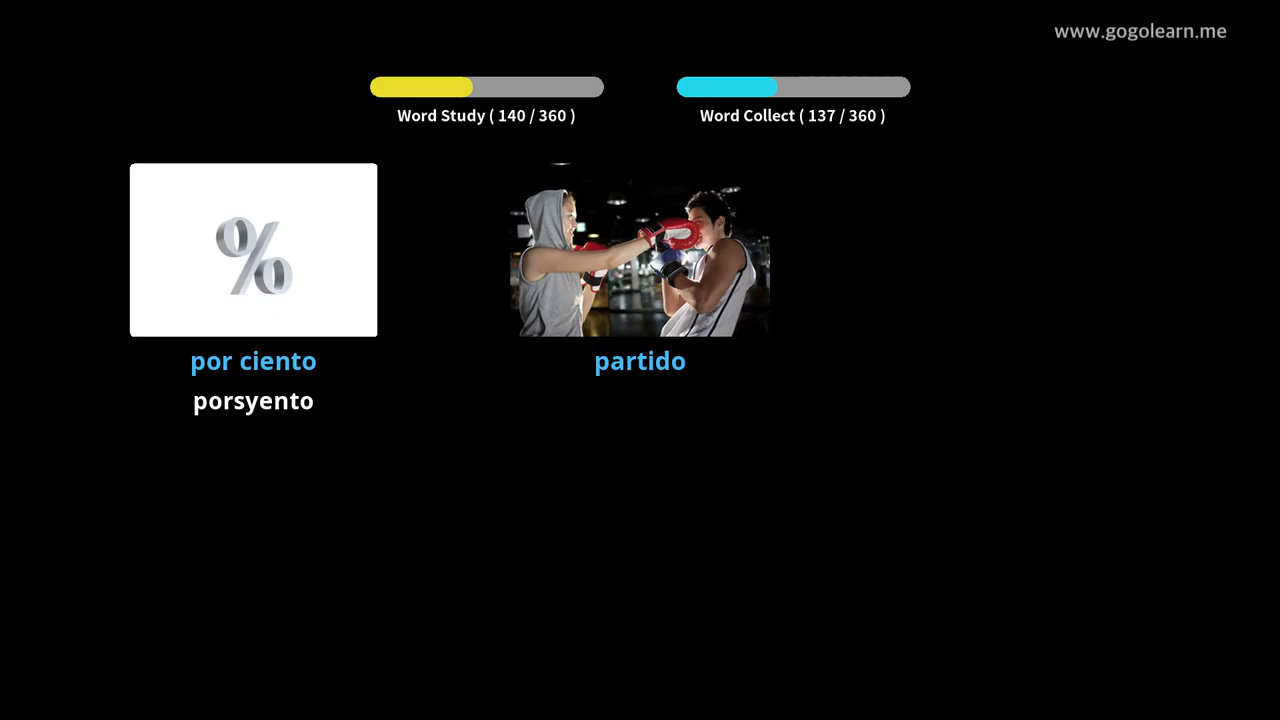 www.gogolearn.me
Word Study ( 140 / 360 )
Word Collect ( 137 / 360 )
%
por ciento
partido
porsyento